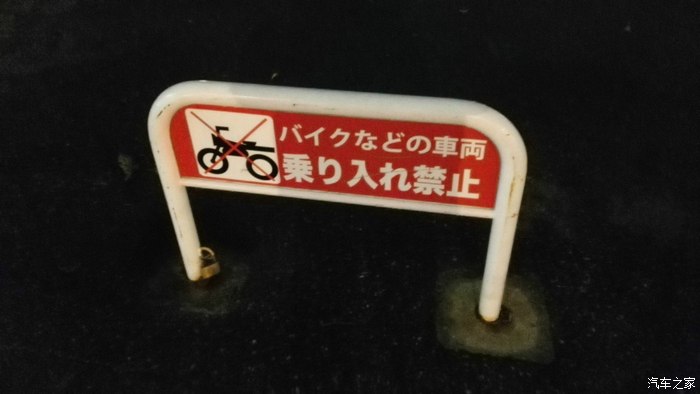 バイクなどの車両
乗り入れ禁止
汽车之家